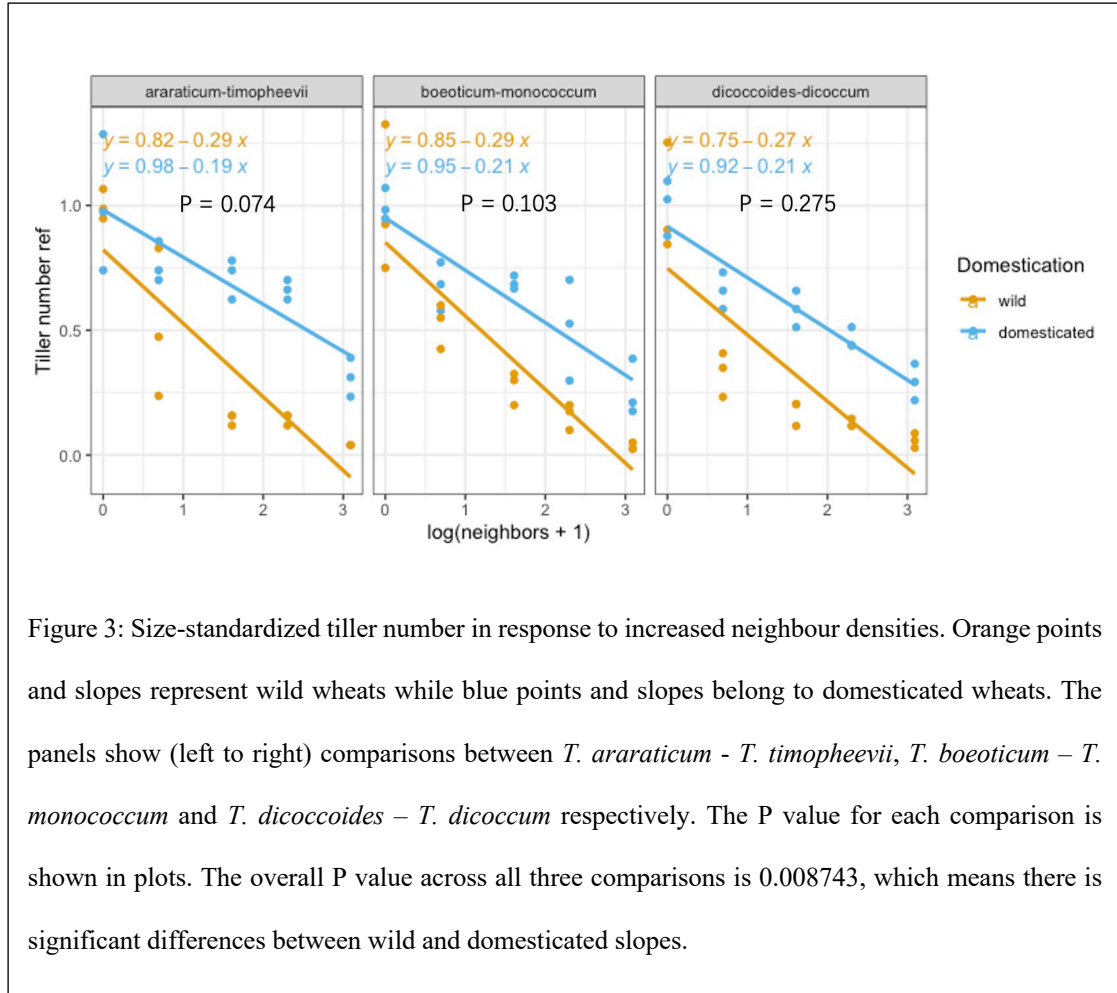 araraticum-timopheevii
boeoticum-monococcum
dicoccoides-dicoccum
y = 0.82 – 0.29 x
y = 0.98 – 0.19 x
P = 0.074
y = 0.85 – 0.29 x
y = 0.95 – 0.21 x
P = 0.103
y = 0.75 – 0.27 x
y = 0.92 – 0.21 x
P = 0.275
Tiller number ref
1.0
0.5
0.0
0 1 2 3
0 1 2 3
0 1 2 3
log(neighbors + 1)
Domestication
a wild
a domesticated
Figure 3: Size-standardized tiller number in response to increased neighbour densities. Orange points
and slopes represent wild wheats while blue points and slopes belong to domesticated wheats. The
panels show (left to right) comparisons between T. araraticum - T. timopheevii, T. boeoticum – T.
monococcum and T. dicoccoides – T. dicoccum respectively. The P value for each comparison is
shown in plots. The overall P value across all three comparisons is 0.008743, which means there is
significant differences between wild and domesticated slopes.